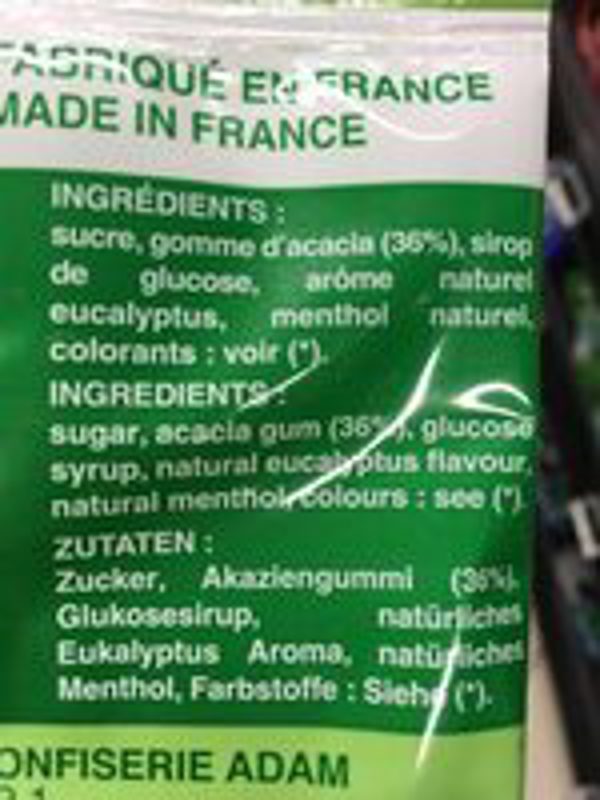 FABRIQUÉ EN FRANCE
MADE IN FRANCE
INGRÉDIENTS :
sucre, gomme d'acacia (36%), sirop
de glucose, arôme naturel
eucalyptus, menthol naturel,
colorants : voir (*).
INGREDIENTS :
sugar, acacia gum (36%), glucose
syrup, natural eucalyptus flavour,
natural menthol, colours : see (*).
ZUTATEN :
Zucker, Akaziengummi (36%),
Glukosesirup, natürliches
Eukalyptus Aroma, natürliches
Menthol, Farbstoffe : Siehe (*).
ONFISERIE ADAM